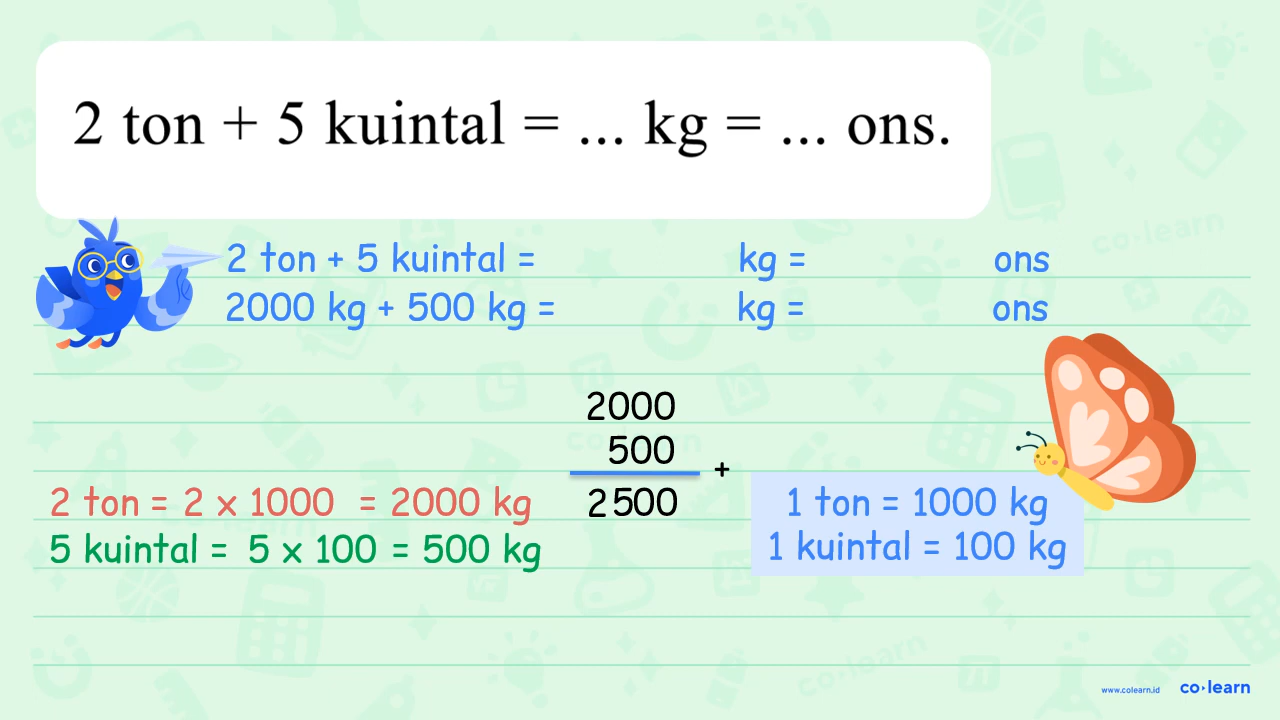 2 ton + 5 kuintal = ... kg = ... ons.
2 ton + 5 kuintal = kg = ons
2000 kg + 500 kg = kg = ons
2000
500
+
2500
2 ton = 2 x 1000 = 2000 kg
5 kuintal = 5 x 100 = 500 kg
1 ton = 1000 kg
1 kuintal = 100 kg
www.colearn.id co·learn